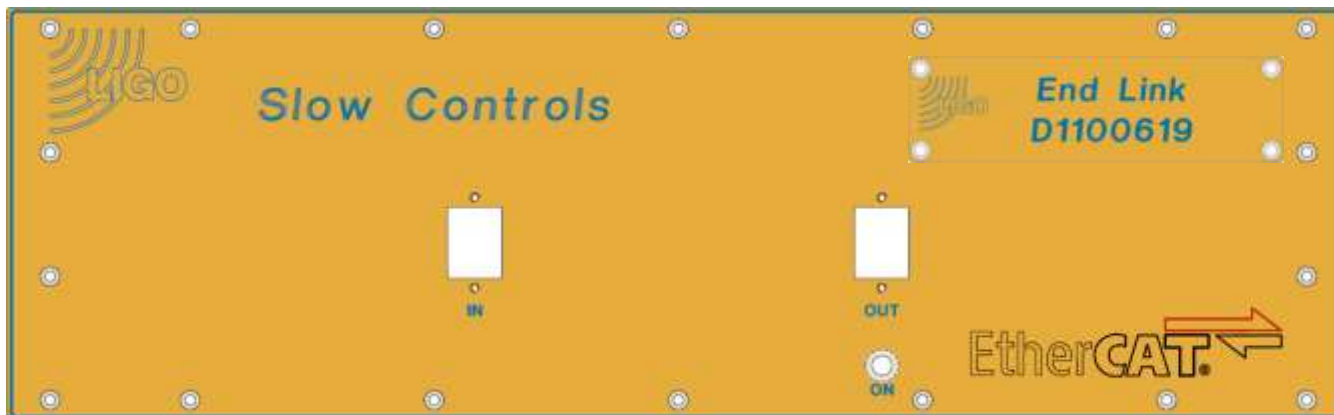 LIGO
Slow Controls
LIGO
End Link
D1100619
IN
OUT
ON
EtherCAT®